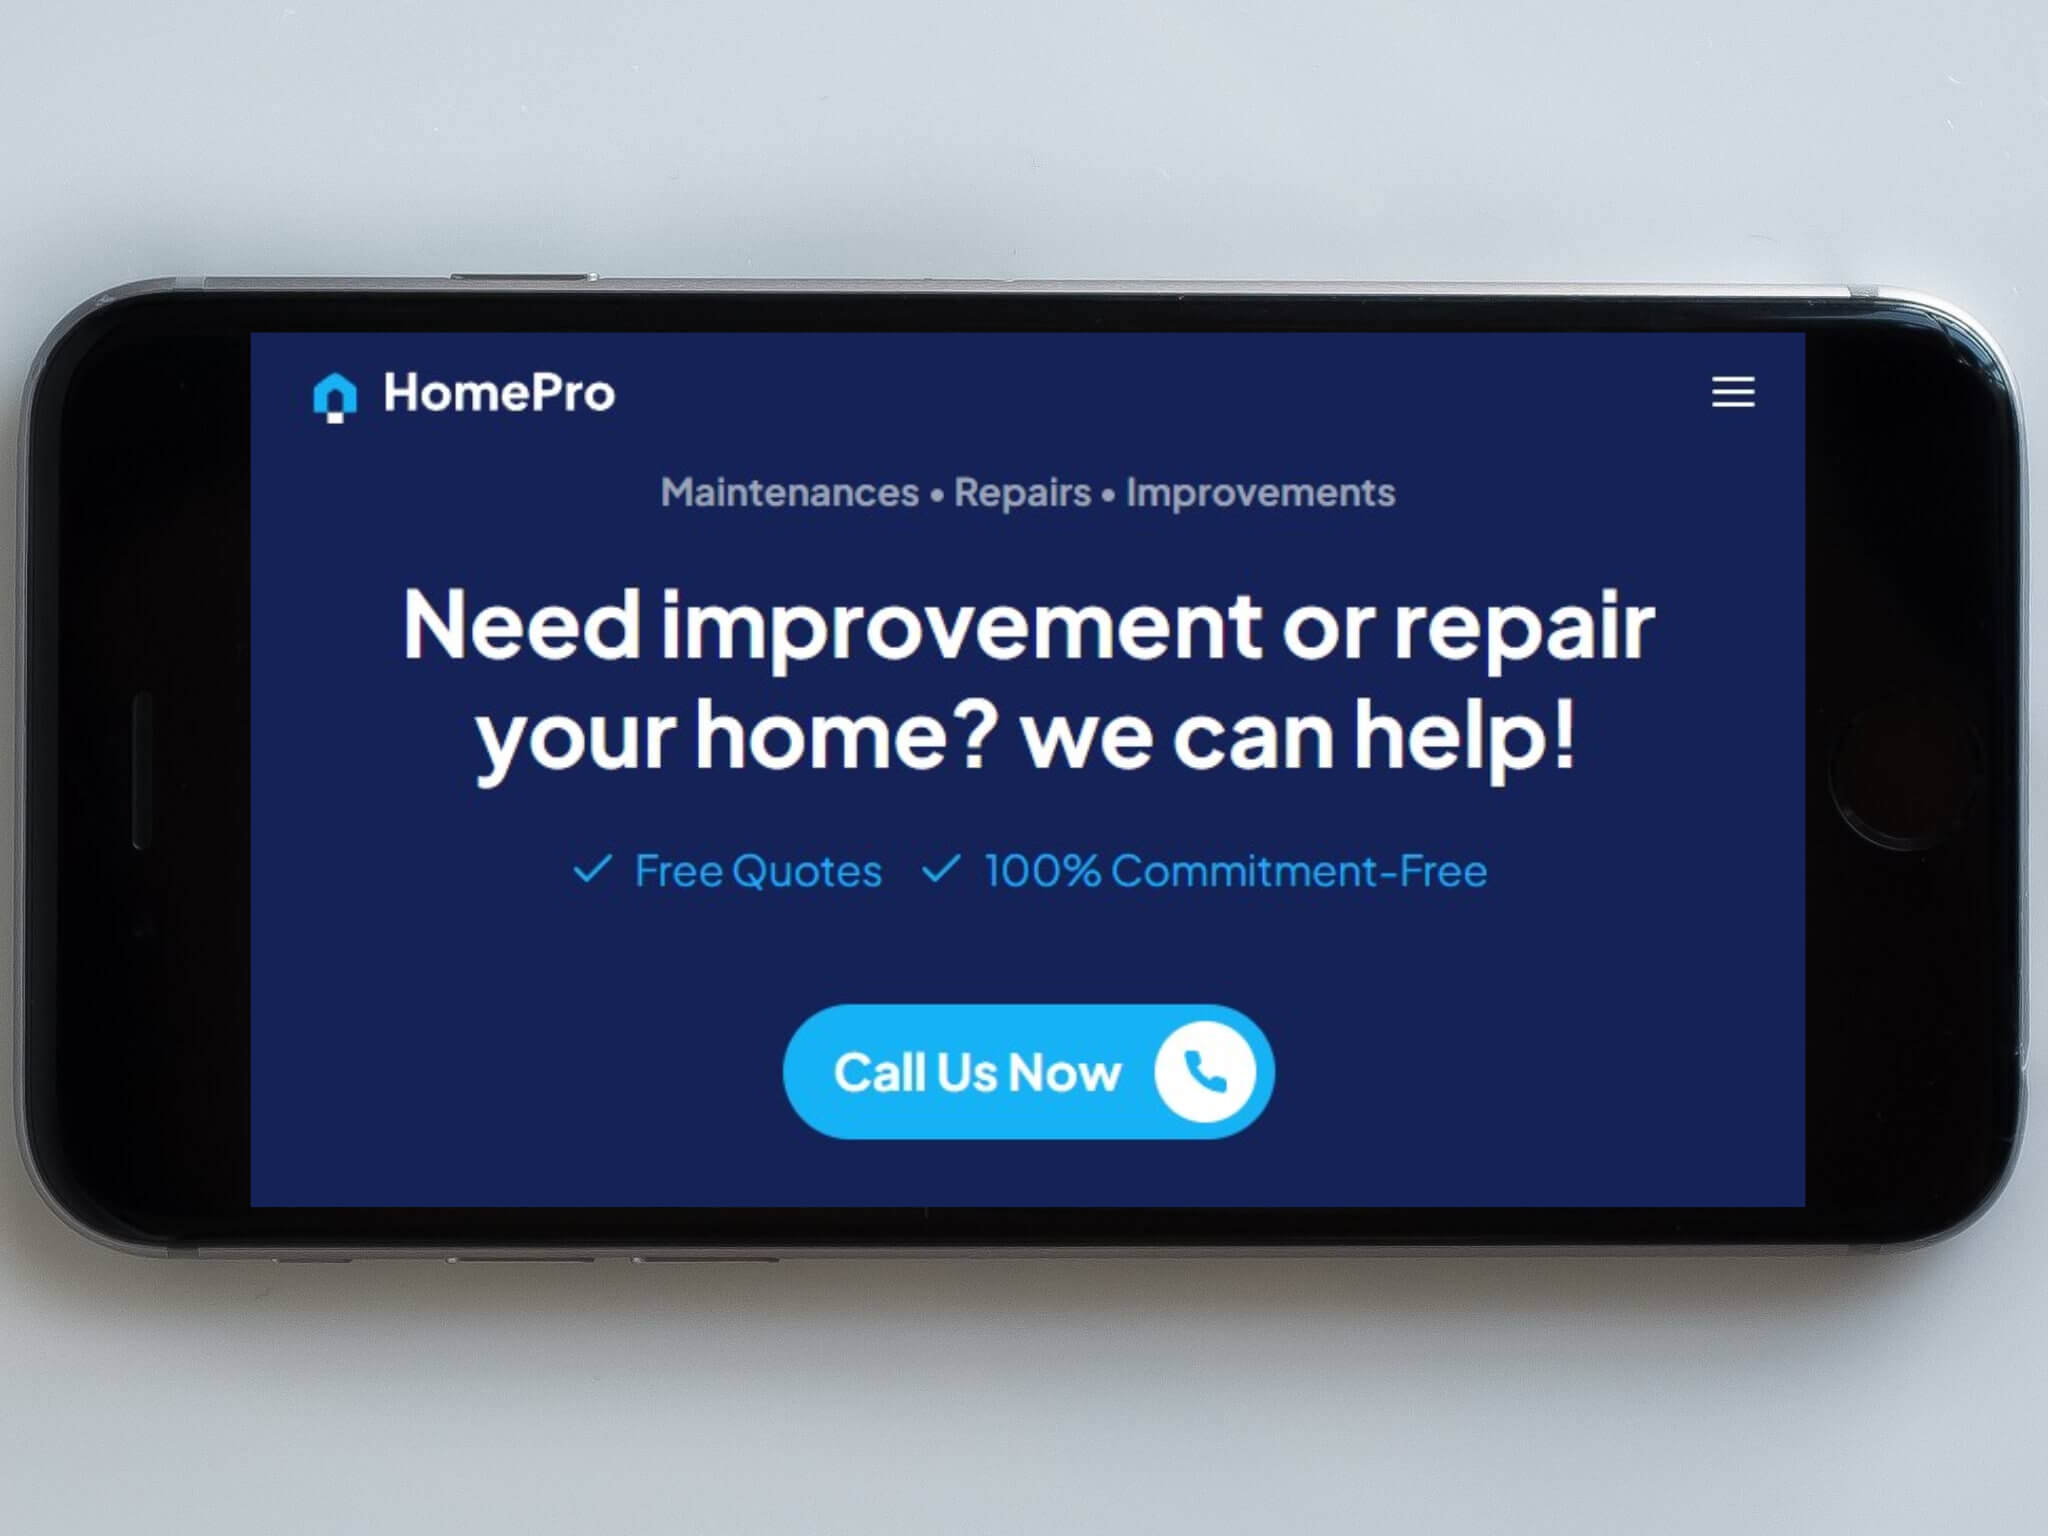 HomePro
Maintenances • Repairs • Improvements
Need improvement or repair
your home? we can help!
✓ Free Quotes ✓ 100% Commitment-Free
Call Us Now